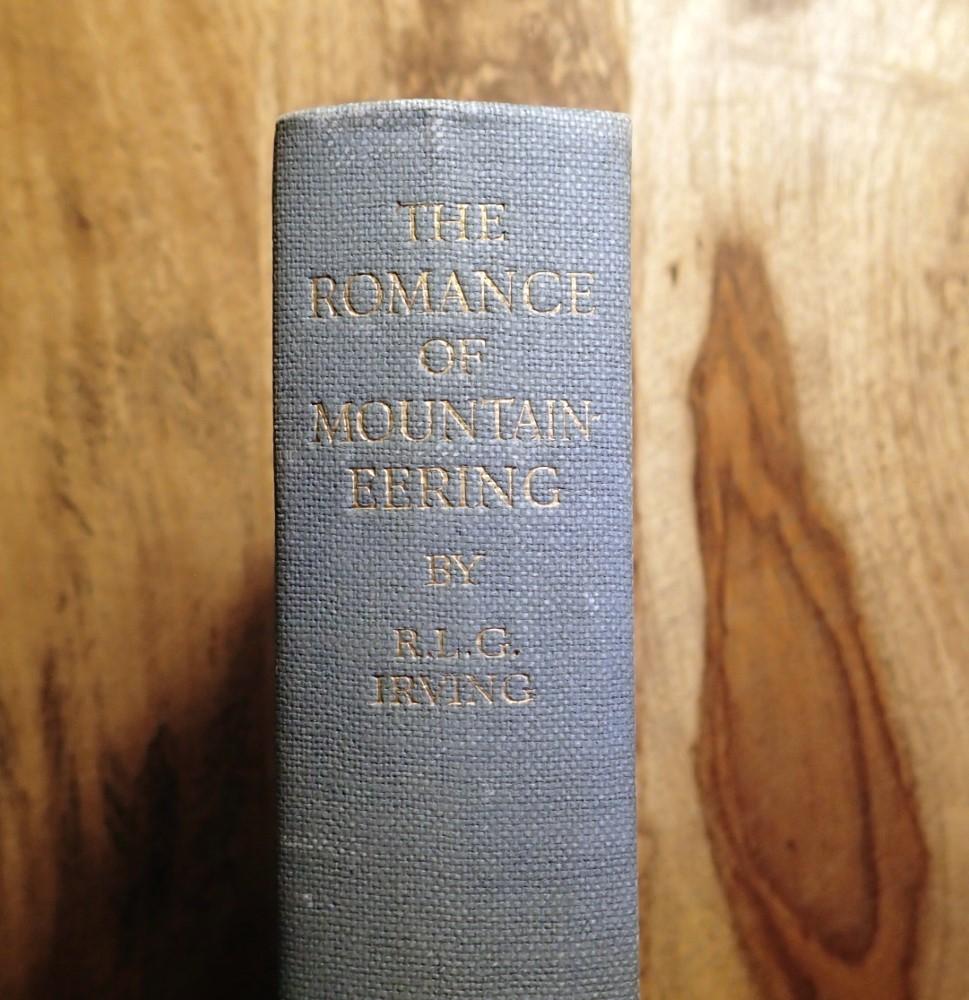 THE
ROMANCE
OF
MOUNTAIN-
EERING
BY
R.L.G.
IRVING